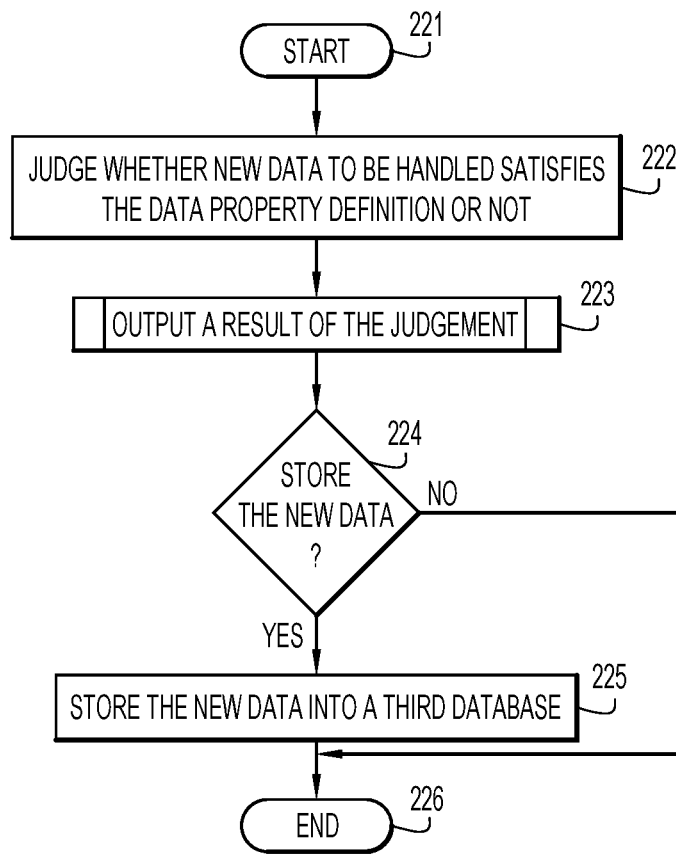 221
START
JUDGE WHETHER NEW DATA TO BE HANDLED SATISFIES
THE DATA PROPERTY DEFINITION OR NOT
222
OUTPUT A RESULT OF THE JUDGEMENT
223
224
STORE
THE NEW DATA
?
NO
YES
STORE THE NEW DATA INTO A THIRD DATABASE
225
END
226